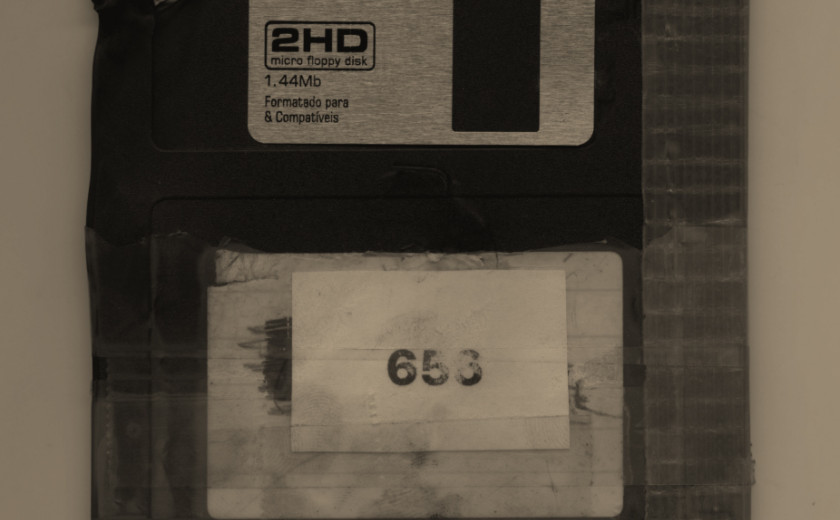 2HD
micro floppy disk
1.44Mb
Formatado para
& Compatíveis